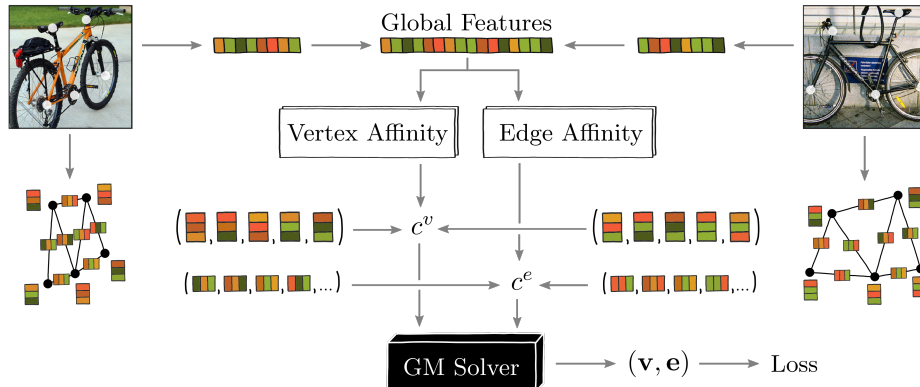 Global Features
Vertex Affinity
Edge Affinity
( , , , , )
c^v
( , , , , )
( , , , ,...)
c^e
( , , , ,...)
GM Solver
(v, e)
Loss